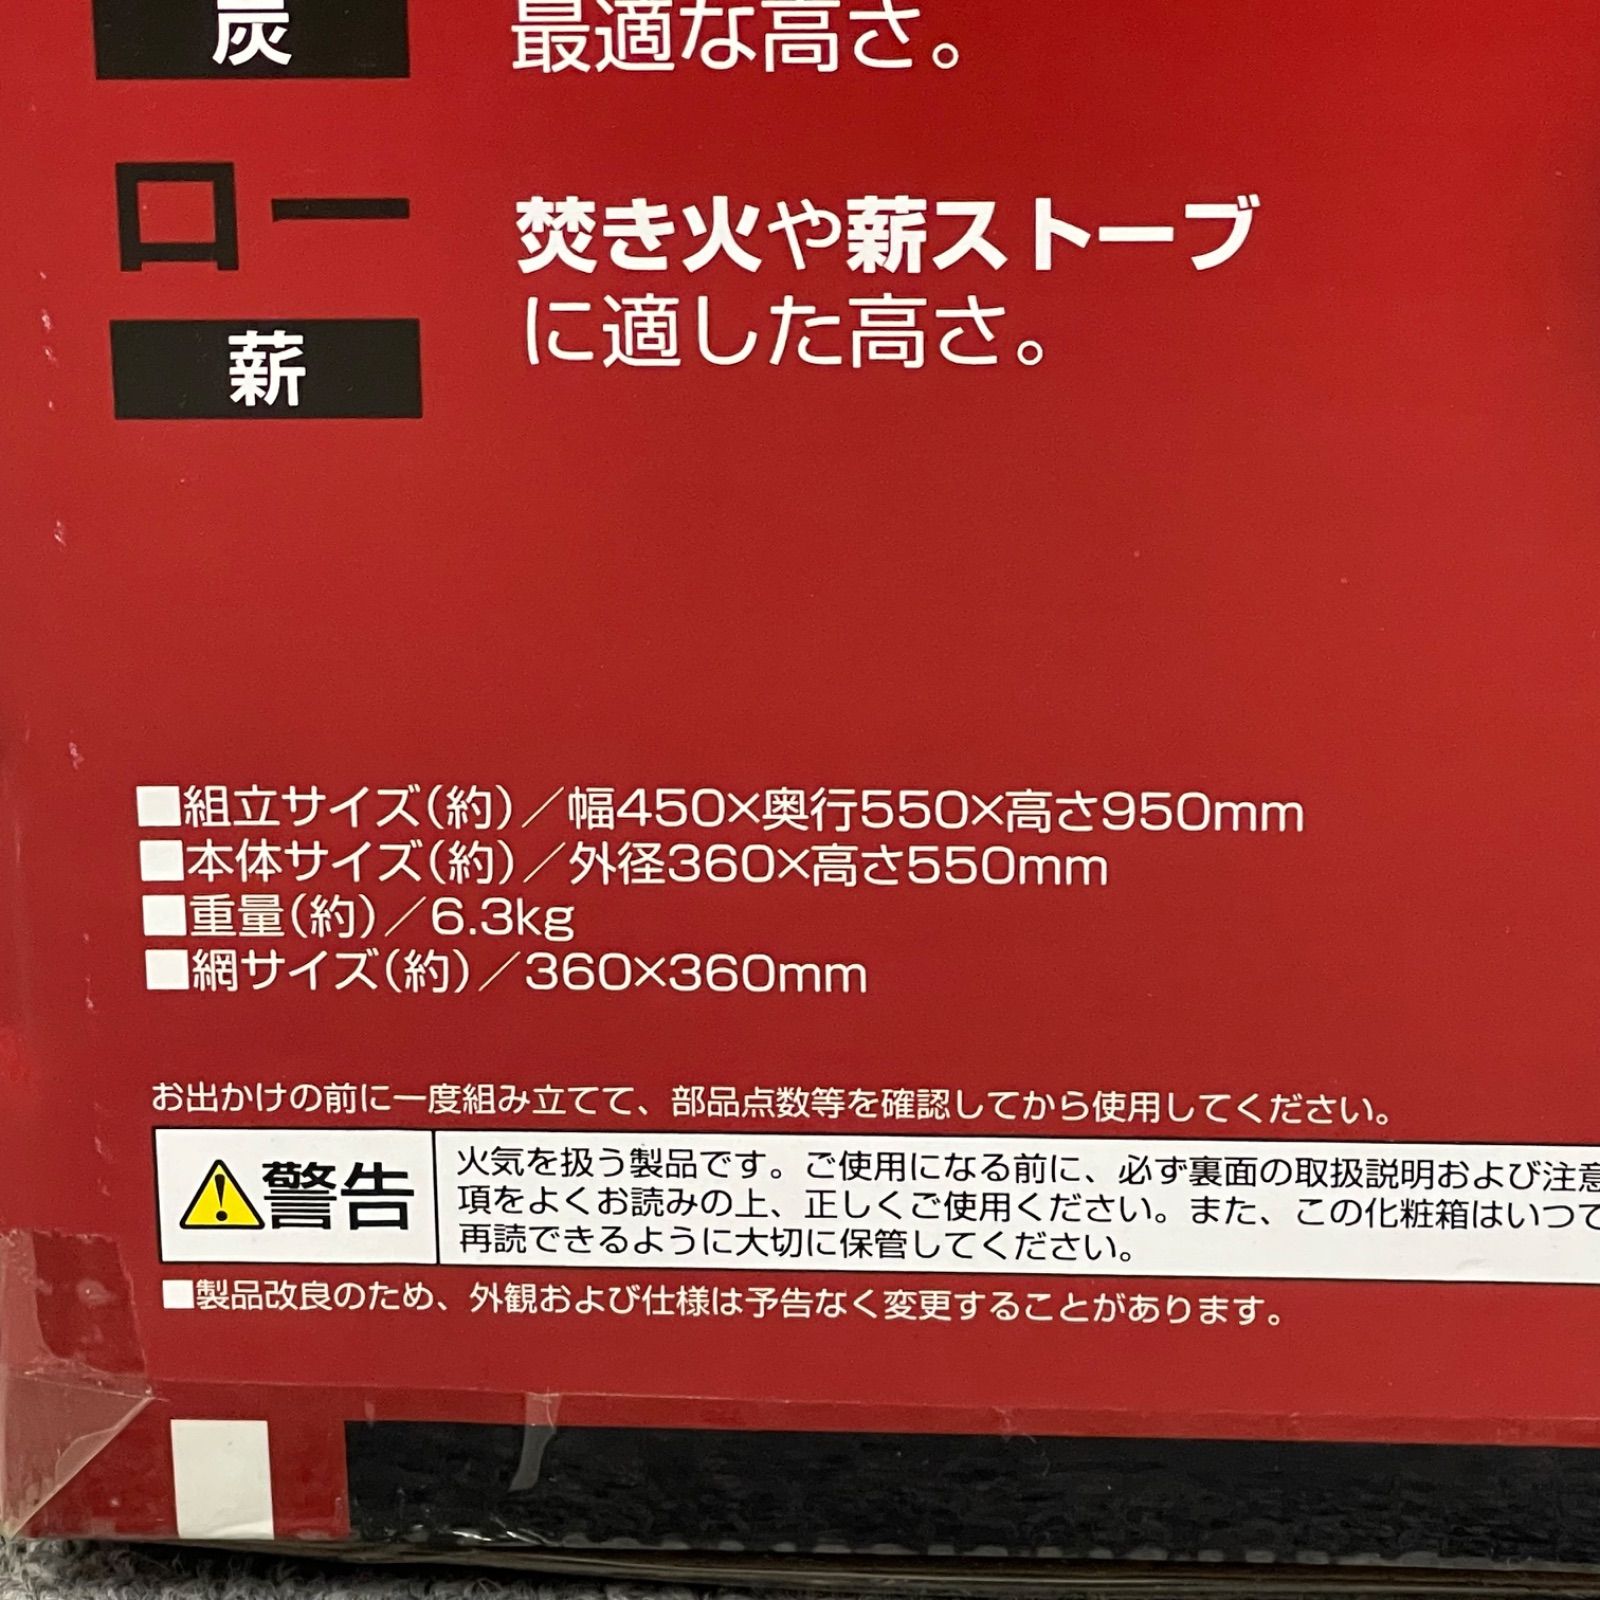 炭
最適な高さ。
ロー
薪
焚き火や薪ストーブ
に適した高さ。
■組立サイズ(約)／幅450×奥行550×高さ950mm
■本体サイズ(約)／外径360×高さ550mm
■重量(約)／6.3kg
■網サイズ(約)／360×360mm
お出かけの前に一度組み立てて、部品点数等を確認してから使用してください。
警告
火気を扱う製品です。ご使用になる前に、必ず裏面の取扱説明および注意
項をよくお読みの上、正しくご使用ください。また、この化粧箱はいつで
再読できるように大切に保管してください。
■製品改良のため、外観および仕様は予告なく変更することがあります。